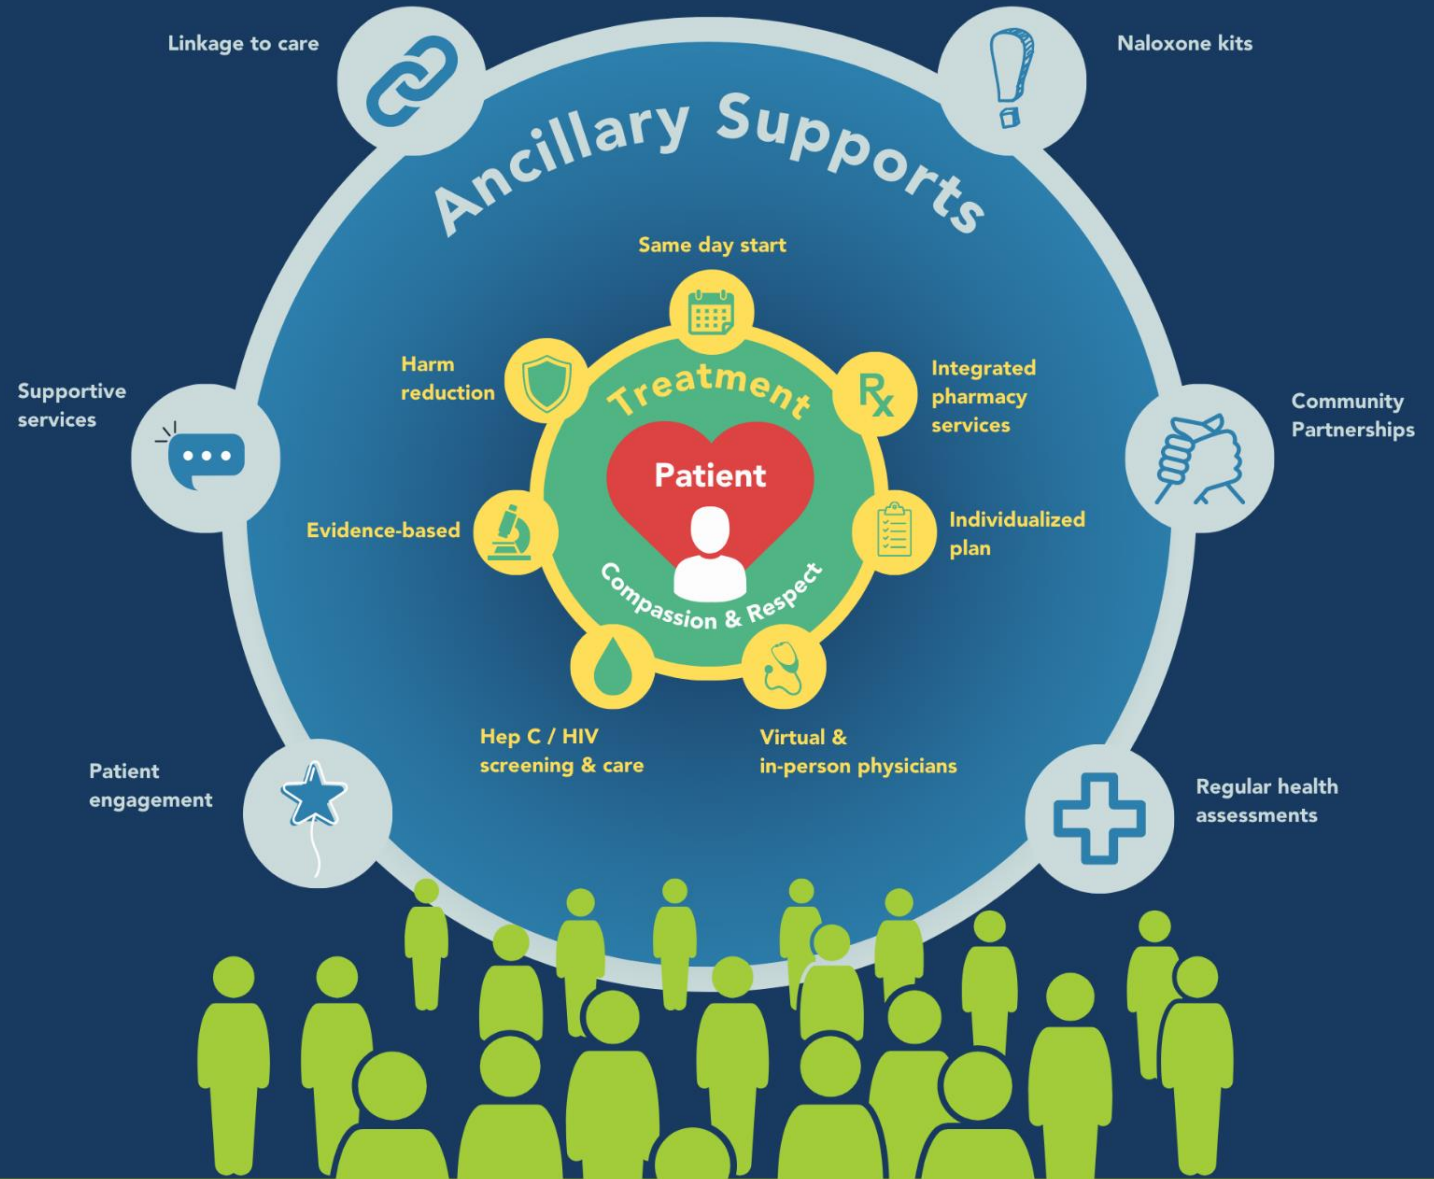 Linkage to care
Naloxone kits
Ancillary Supports
Same day start
Harm
reduction
Treatment
Integrated
pharmacy
services
Rx
Supportive
services
Community
Partnerships
Patient
Evidence-based
Individualized
plan
Compassion & Respect
Hep C / HIV
screening & care
Virtual &
in-person physicians
Patient
engagement
Regular health
assessments